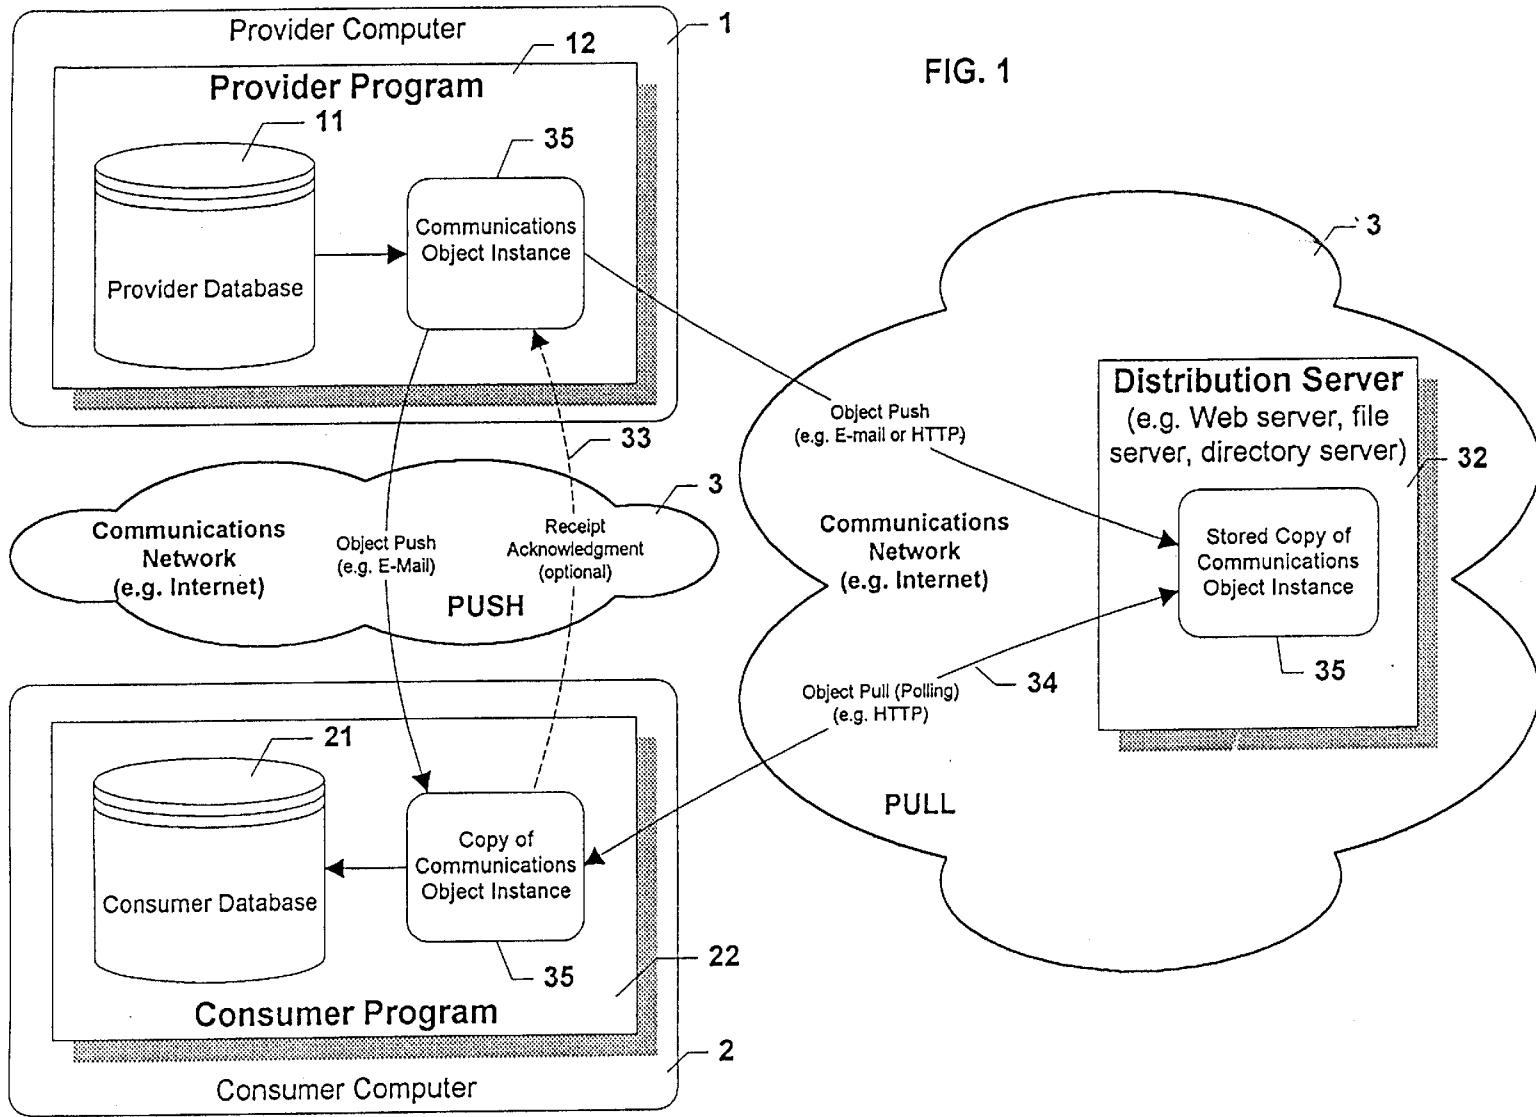 Provider Computer
1
12
Provider Program
FIG. 1
11
35
Communications
Object Instance
Provider Database
3
Distribution Server
(e.g. Web server, file
server, directory server)
32
Object Push
(e.g. E-mail or HTTP)
33
3
Communications
Network
(e.g. Internet)
Object Push
(e.g. E-Mail)
Receipt
Acknowledgment
(optional)
PUSH
Communications
Network
(e.g. Internet)
Stored Copy of
Communications
Object Instance
35
34
Object Pull (Polling)
(e.g. HTTP)
PULL
21
Consumer Database
Copy of
Communications
Object Instance
35
22
Consumer Program
2
Consumer Computer